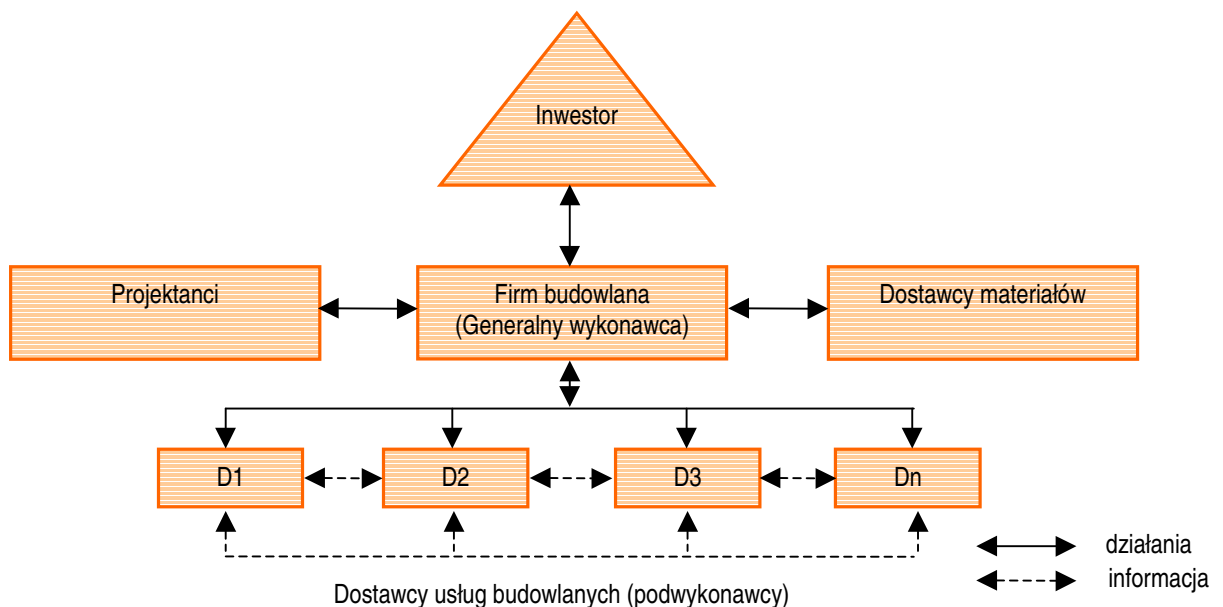 Inwestor
Projektanci
Firm budowlana
(Generalny wykonawca)
Dostawcy materiałów
D1
D2
D3
Dn
działania
informacja
Dostawcy usług budowlanych (podwykonawcy)